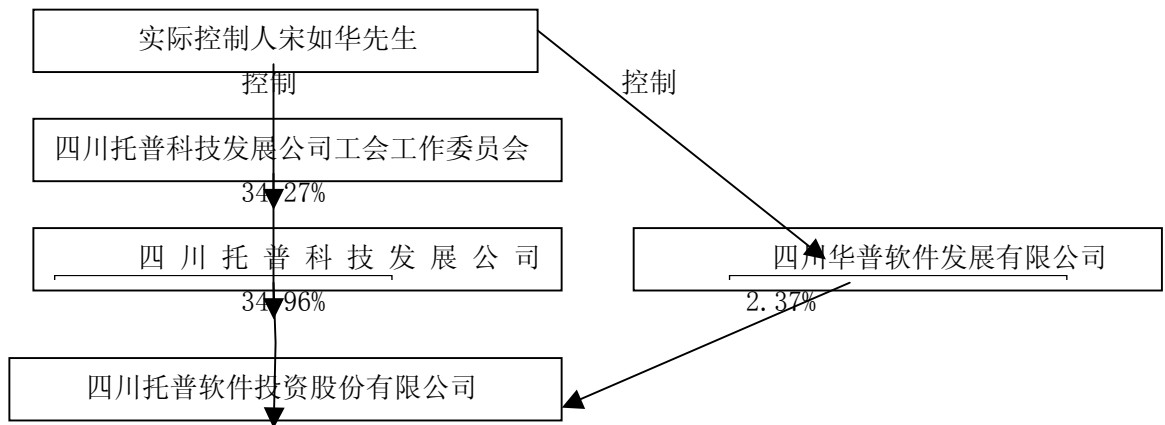 实际控制人宋如华先生
控制 控制
四川托普科技发展公司工会工作委员会
34.27%
四川托普科技发展公司 四川华普软件发展有限公司
34.96% 2.37%
四川托普软件投资股份有限公司